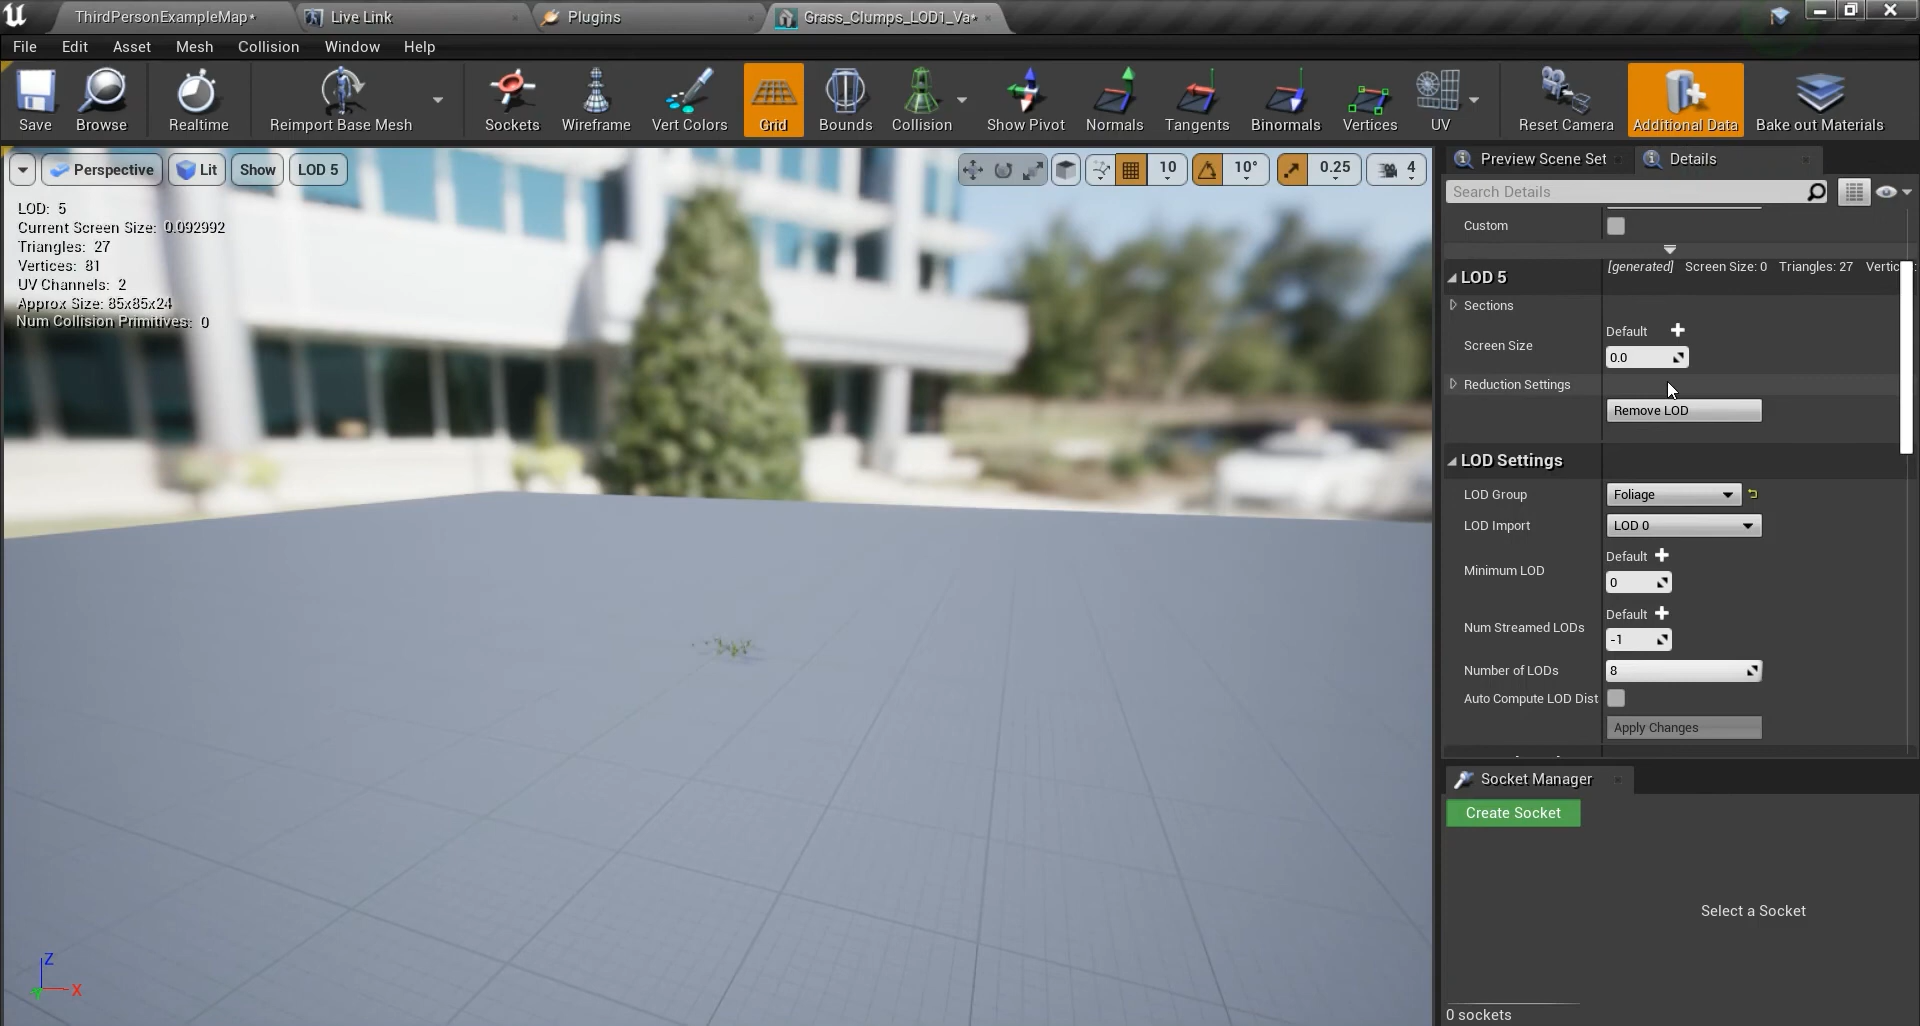 ThirdPersonExampleMap* Live Link Plugins Grass_Clumps_LOD1_Va*
File Edit Asset Mesh Collision Window Help
Save Browse Realtime Reimport Base Mesh Sockets Wireframe Vert Colors Grid Bounds Collision Show Pivot Normals Tangents Binormals Vertices UV Reset Camera Additional Data Bake out Materials
Perspective Lit Show LOD 5 10 10° 0.25 4
LOD: 5
Current Screen Size: 0.092992
Triangles: 27
Vertices: 81
UV Channels: 2
Approx Size: 85x85x24
Num Collision Primitives: 0
Z
Y X
Preview Scene Set Details
Search Details
Custom
[generated] Screen Size: 0 Triangles: 27 Vertic
LOD 5
Sections
Default
Screen Size
0.0
Reduction Settings
Remove LOD
LOD Settings
LOD Group Foliage
LOD Import LOD 0
Default
Minimum LOD
0
Default
Num Streamed LODs
-1
Number of LODs 8
Auto Compute LOD Dist
Apply Changes
Socket Manager
Create Socket
Select a Socket
0 sockets